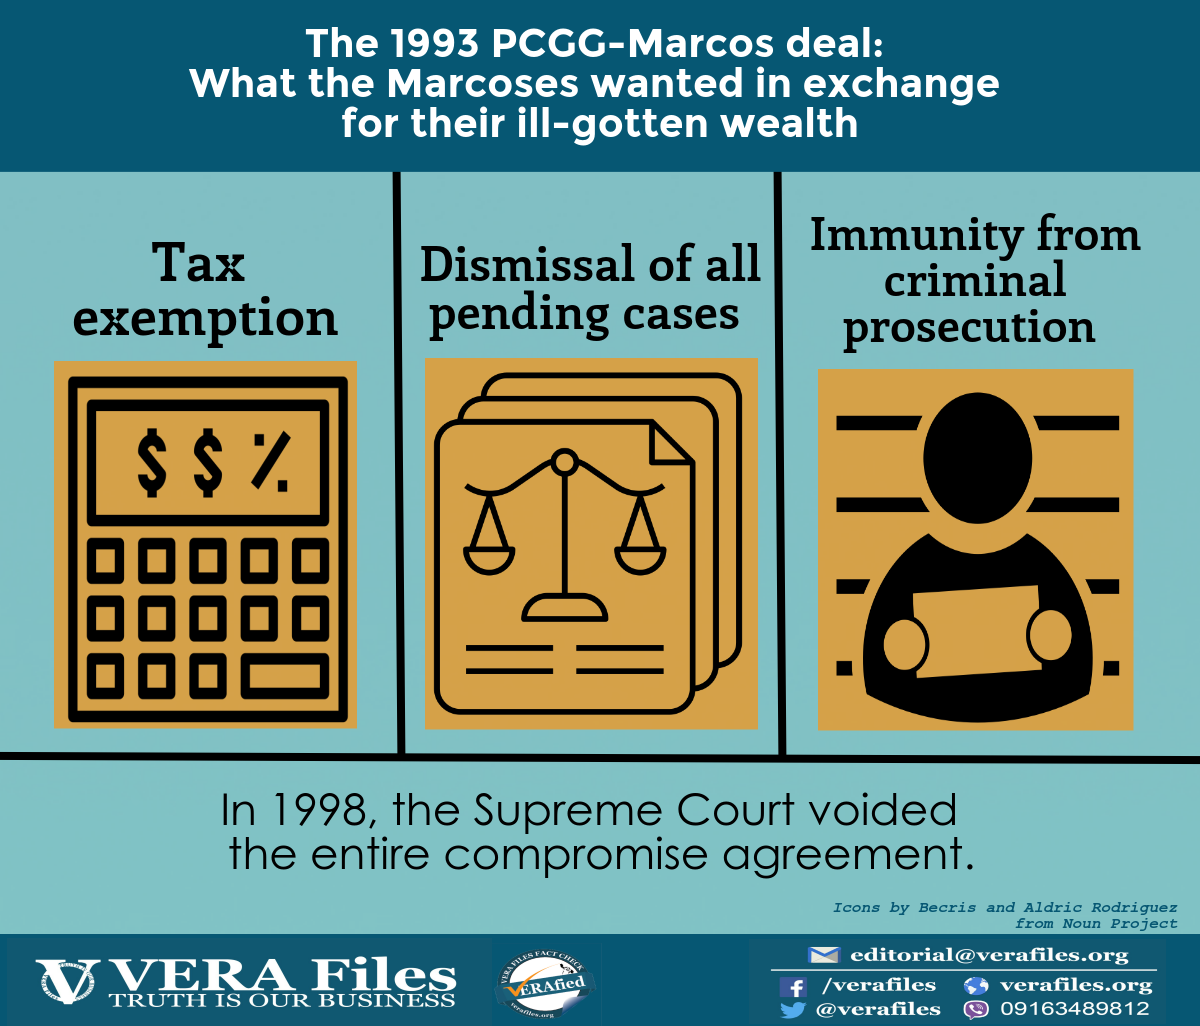 The 1993 PCGG-Marcos deal:
What the Marcoses wanted in exchange
for their ill-gotten wealth
Tax
exemption
Dismissal of all
pending cases
Immunity from
criminal
prosecution
$ $ %
In 1998, the Supreme Court voided
the entire compromise agreement.
Icons by Becris and Aldric Rodriguez
from Noun Project
VERA Files
TRUTH IS OUR BUSINESS
VERA FILES FACT CHECK
VERAfied
verafiles.org
editorial@verafiles.org
/verafiles
verafiles.org
@verafiles
09163489812